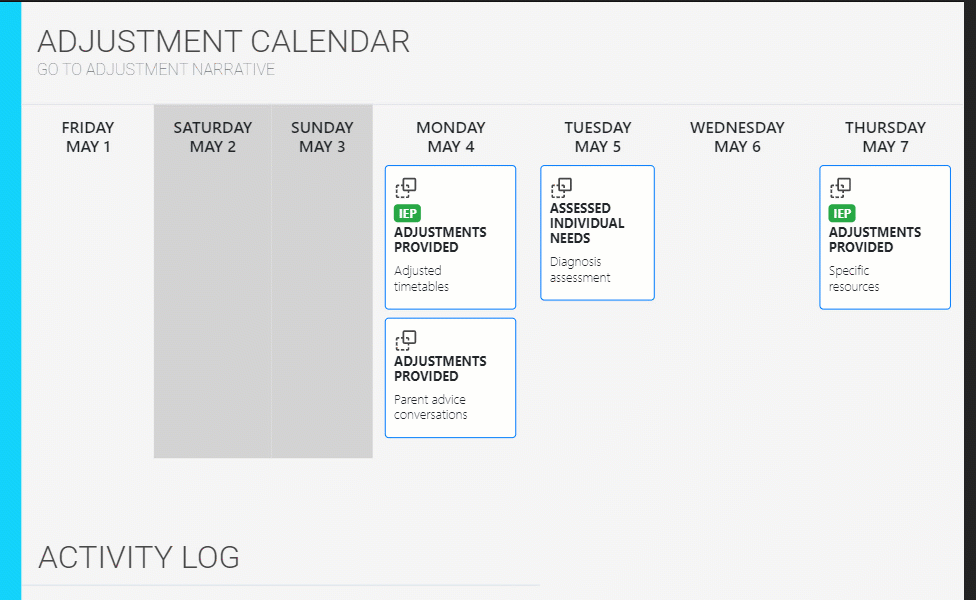 ADJUSTMENT CALENDAR
GO TO ADJUSTMENT NARRATIVE
FRIDAY
MAY 1
SATURDAY
MAY 2
SUNDAY
MAY 3
MONDAY
MAY 4
IEP
ADJUSTMENTS
PROVIDED
Adjusted
timetables
ADJUSTMENTS
PROVIDED
Parent advice
conversations
TUESDAY
MAY 5
ASSESSED
INDIVIDUAL
NEEDS
Diagnosis
assessment
WEDNESDAY
MAY 6
THURSDAY
MAY 7
IEP
ADJUSTMENTS
PROVIDED
Specific
resources
ACTIVITY LOG